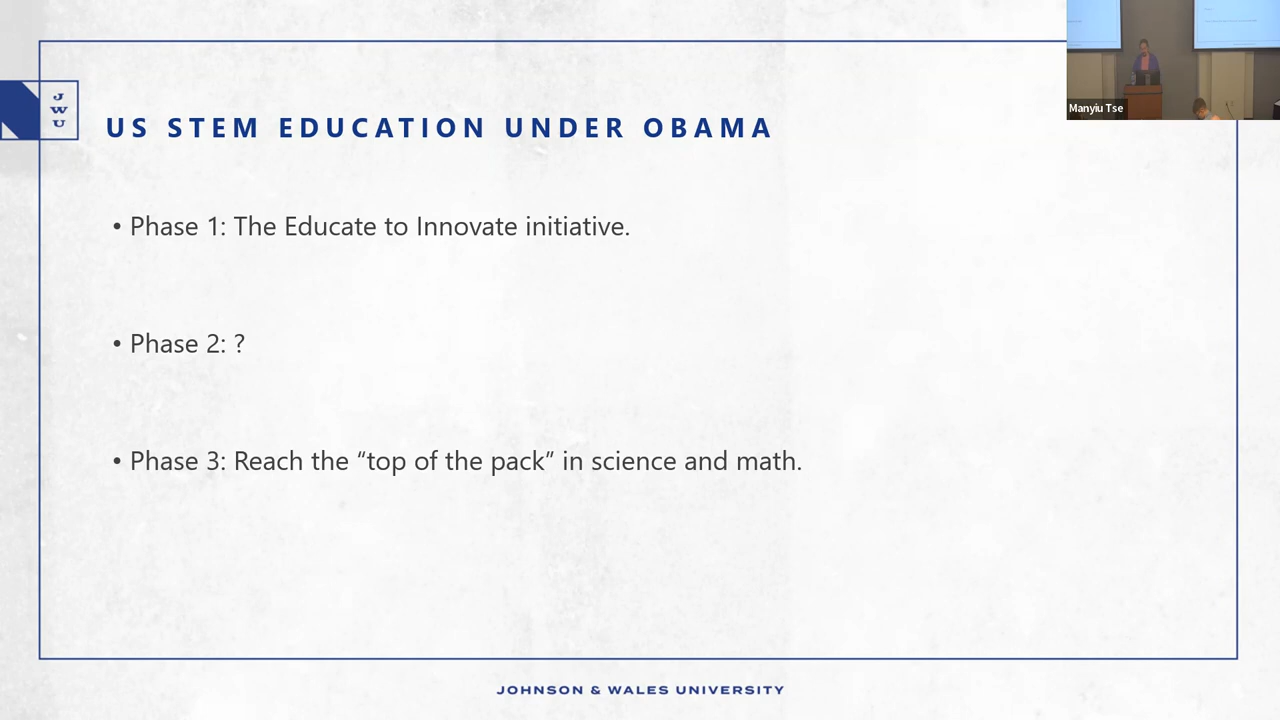 Manyiu Tse
J
W
U
US STEM EDUCATION UNDER OBAMA
• Phase 1: The Educate to Innovate initiative.
• Phase 2: ?
• Phase 3: Reach the “top of the pack” in science and math.
JOHNSON & WALES UNIVERSITY